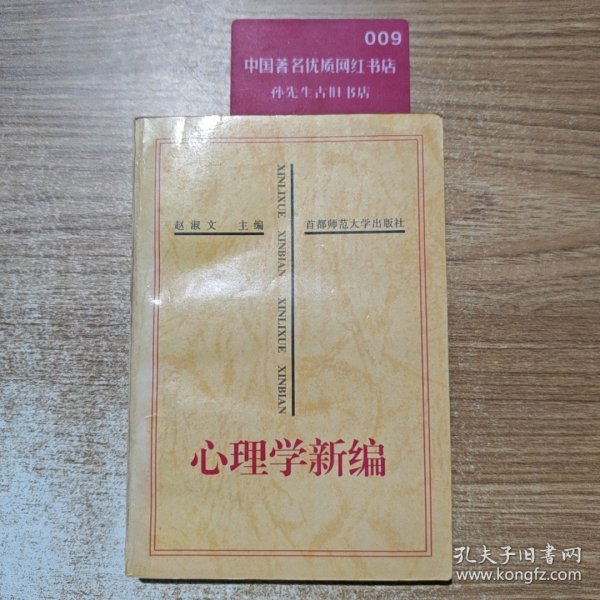 009
中国著名优质网红书店
孙先生古旧书店
赵淑文 主编
首都师范大学出版社
XINLIXUE XINBIAN XINLIXUE XINBIAN
心理学新编
孔夫子旧书网
www.kongfz.com